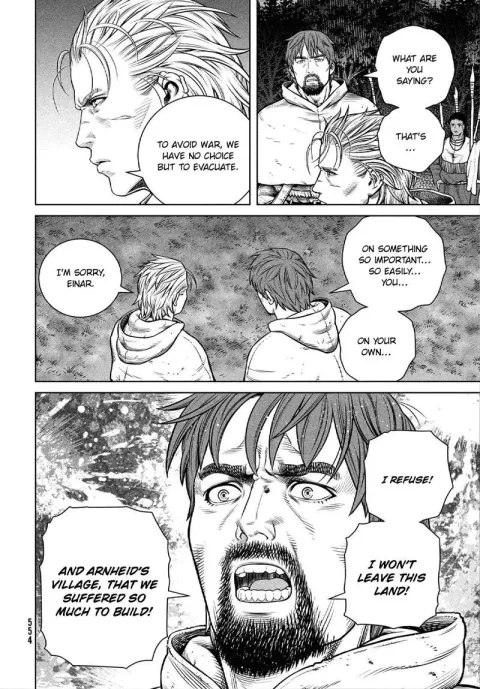 WHAT ARE
YOU
SAYING?
THAT'S
...
TO AVOID WAR, WE
HAVE NO CHOICE
BUT TO EVACUATE.
ON SOMETHING
SO IMPORTANT...
SO EASILY...
YOU...
ON YOUR
OWN...
I'M SORRY,
EINAR.
I REFUSE!
I WON'T
LEAVE THIS
LAND!
AND ARNHEID'S
VILLAGE, THAT WE
SUFFERED SO
MUCH TO BUILD!
554